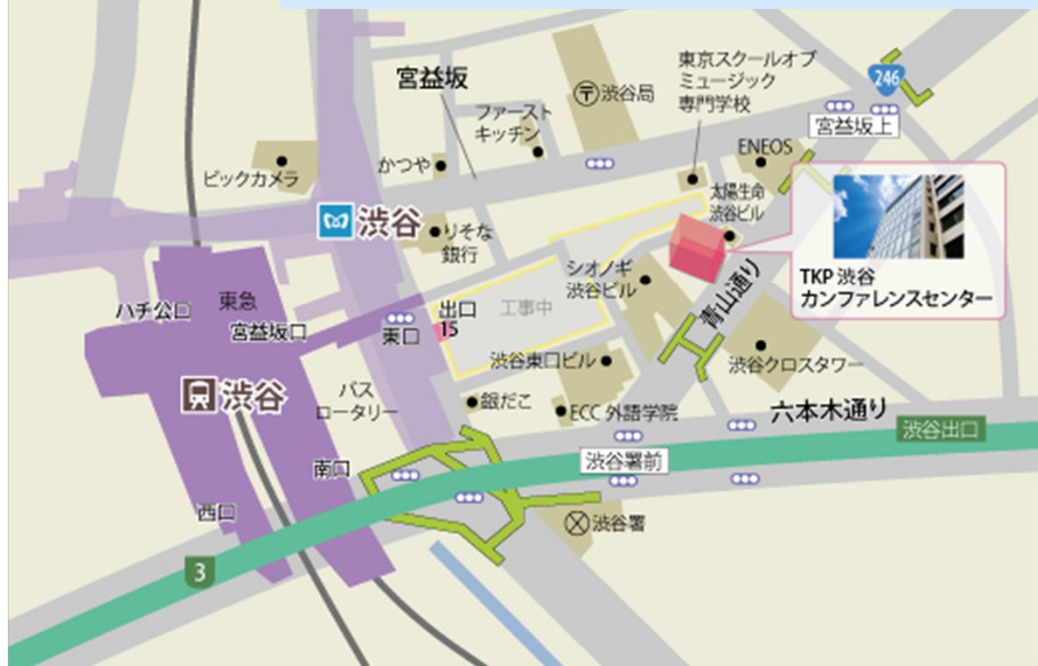 東京スクールオブ
ミュージック
専門学校
246
宮益坂
〒渋谷局
ファースト
キッチン
宮益坂上
ENEOS
かつや
ビックカメラ
太陽生命
渋谷ビル
渋谷
りそな
銀行
シオノギ
渋谷ビル
TKP 渋谷
カンファレンスセンター
青山通り
ハチ公口
東急
宮益坂口
東口
出口
15
工事中
渋谷東口ビル
渋谷クロスタワー
渋谷
バス
ロータリー
銀だこ
ECC 外語学院
六本木通り
渋谷出口
渋谷署前
南口
西口
渋谷署
3